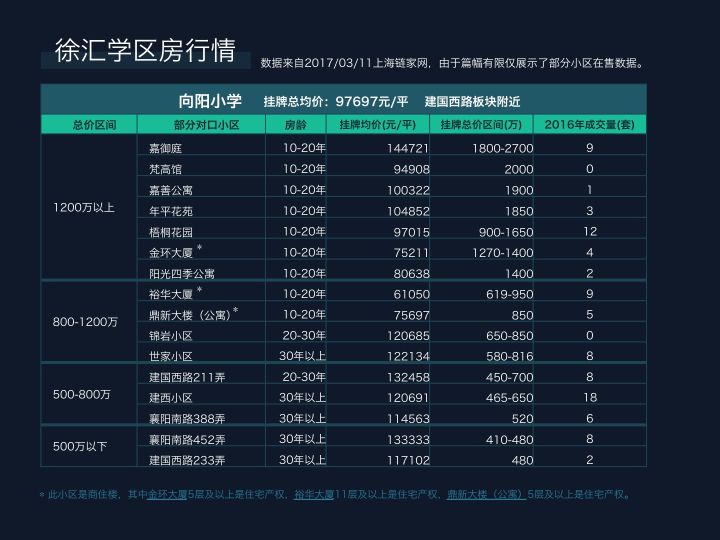 徐汇学区房行情
数据来自2017/03/11上海链家网，由于篇幅有限仅展示了部分小区在售数据。
向阳小学 挂牌总均价：97697元/平 建国西路板块附近
总价区间 部分对口小区 房龄 挂牌均价(元/平) 挂牌总价区间(万) 2016年成交量(套)
嘉御庭 10-20年 144721 1800-2700 9
梵高馆 10-20年 94908 2000 0
嘉善公寓 10-20年 100322 1900 1
1200万以上 年平花苑 10-20年 104852 1850 3
梧桐花园 10-20年 97015 900-1650 12
金环大厦 * 10-20年 75211 1270-1400 4
阳光四季公寓 10-20年 80638 1400 2
裕华大厦 * 10-20年 61050 619-950 9
800-1200万 鼎新大楼（公寓）* 10-20年 75697 850 5
锦岩小区 20-30年 120685 650-850 0
世家小区 30年以上 122134 580-816 8
建国西路211弄 20-30年 132458 450-700 8
500-800万 建西小区 30年以上 120691 465-650 18
襄阳南路388弄 30年以上 114563 520 6
500万以下 襄阳南路452弄 30年以上 133333 410-480 8
建国西路233弄 30年以上 117102 480 2
* 此小区是商住楼，其中金环大厦5层及以上是住宅产权，裕华大厦11层及以上是住宅产权，鼎新大楼（公寓）5层及以上是住宅产权。